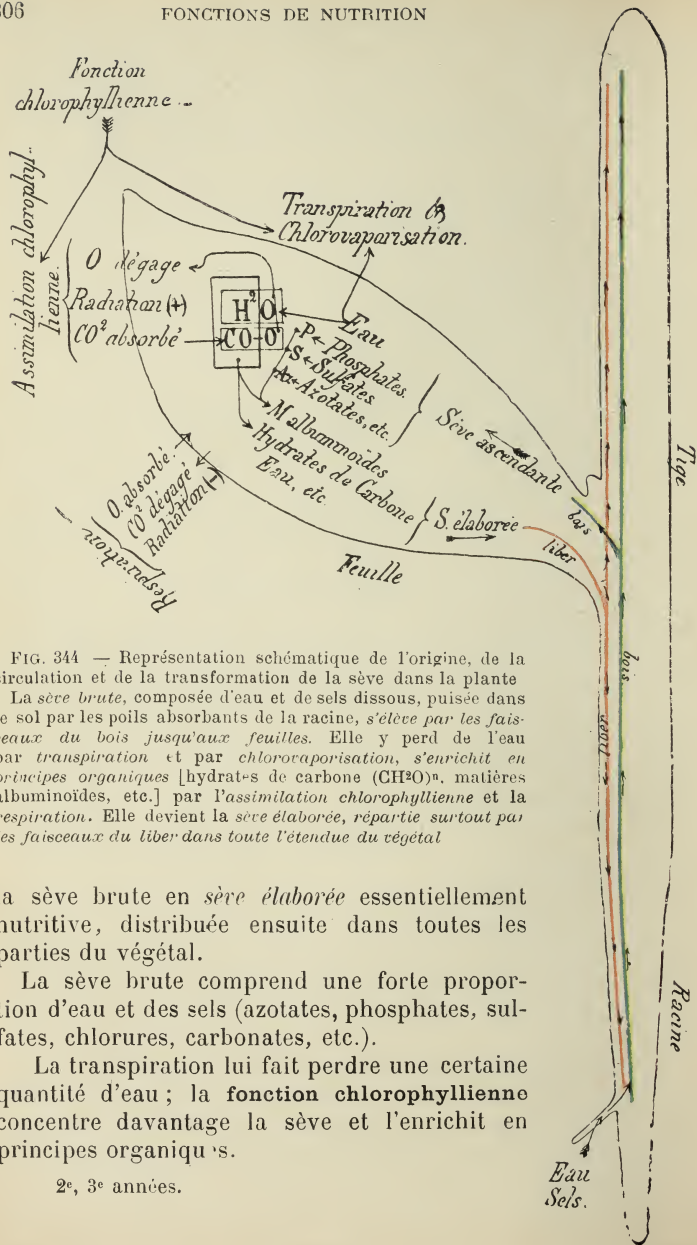 306
FONCTIONS DE NUTRITION
Fonction
chlorophyllienne
Assimilation chlorophyl-
lienne.
Transpiration &
Chlorovaporisation.
O dégagé
Radiation (+)
CO² absorbé
H²O
CO-O
Eau
P ← Phosphates.
S ← Sulfates.
Az ← Azotates, etc.
M albuminoïdes
Hydrates de Carbone
Eau, etc.
Sève ascendante
S. élaborée
O. absorbé.
CO² dégagé
Radiation (-)
Respiration
Feuille
bois
liber
Tige
bois
liber
Racine
Eau
Sels.
FIG. 344 — Représentation schématique de l'origine, de la
circulation et de la transformation de la sève dans la plante
La sève brute, composée d'eau et de sels dissous, puisée dans
le sol par les poils absorbants de la racine, s'élève par les fais-
ceaux du bois jusqu'aux feuilles. Elle y perd de l'eau
par transpiration et par chlorovaporisation, s'enrichit en
principes organiques [hydrates de carbone (CH²O)ⁿ. matières
albuminoïdes, etc.] par l'assimilation chlorophyllienne et la
respiration. Elle devient la sève élaborée, répartie surtout par
les faisceaux du liber dans toute l'étendue du végétal
la sève brute en sève élaborée essentiellement
nutritive, distribuée ensuite dans toutes les
parties du végétal.
La sève brute comprend une forte propor-
tion d'eau et des sels (azotates, phosphates, sul-
fates, chlorures, carbonates, etc.).
La transpiration lui fait perdre une certaine
quantité d'eau ; la fonction chlorophyllienne
concentre davantage la sève et l'enrichit en
principes organiqu's.
2e, 3e années.